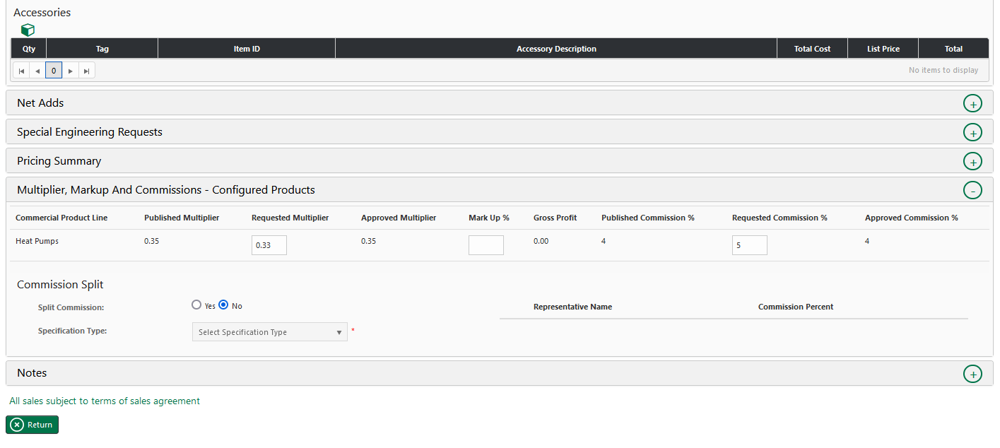 Accessories
Qty Tag Item ID Accessory Description Total Cost List Price Total
0 No items to display
Net Adds
+
Special Engineering Requests
+
Pricing Summary
+
Multiplier, Markup And Commissions - Configured Products
-
Commercial Product Line Published Multiplier Requested Multiplier Approved Multiplier Mark Up % Gross Profit Published Commission % Requested Commission % Approved Commission %
Heat Pumps 0.35 0.33 0.35 0.00 4 5 4
Commission Split
Split Commission: Yes No Representative Name Commission Percent
Specification Type: Select Specification Type *
Notes
+
All sales subject to terms of sales agreement
Return